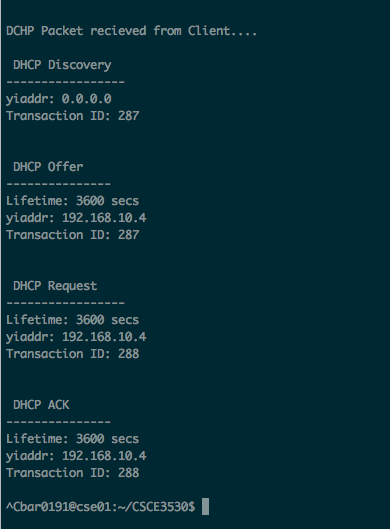 DCHP Packet recieved from Client....
DHCP Discovery
-----------------
yiaddr: 0.0.0.0
Transaction ID: 287
DHCP Offer
---------------
Lifetime: 3600 secs
yiaddr: 192.168.10.4
Transaction ID: 287
DHCP Request
-----------------
Lifetime: 3600 secs
yiaddr: 192.168.10.4
Transaction ID: 288
DHCP ACK
---------------
Lifetime: 3600 secs
yiaddr: 192.168.10.4
Transaction ID: 288
^Cbar0191@cse01:~/CSCE3530$